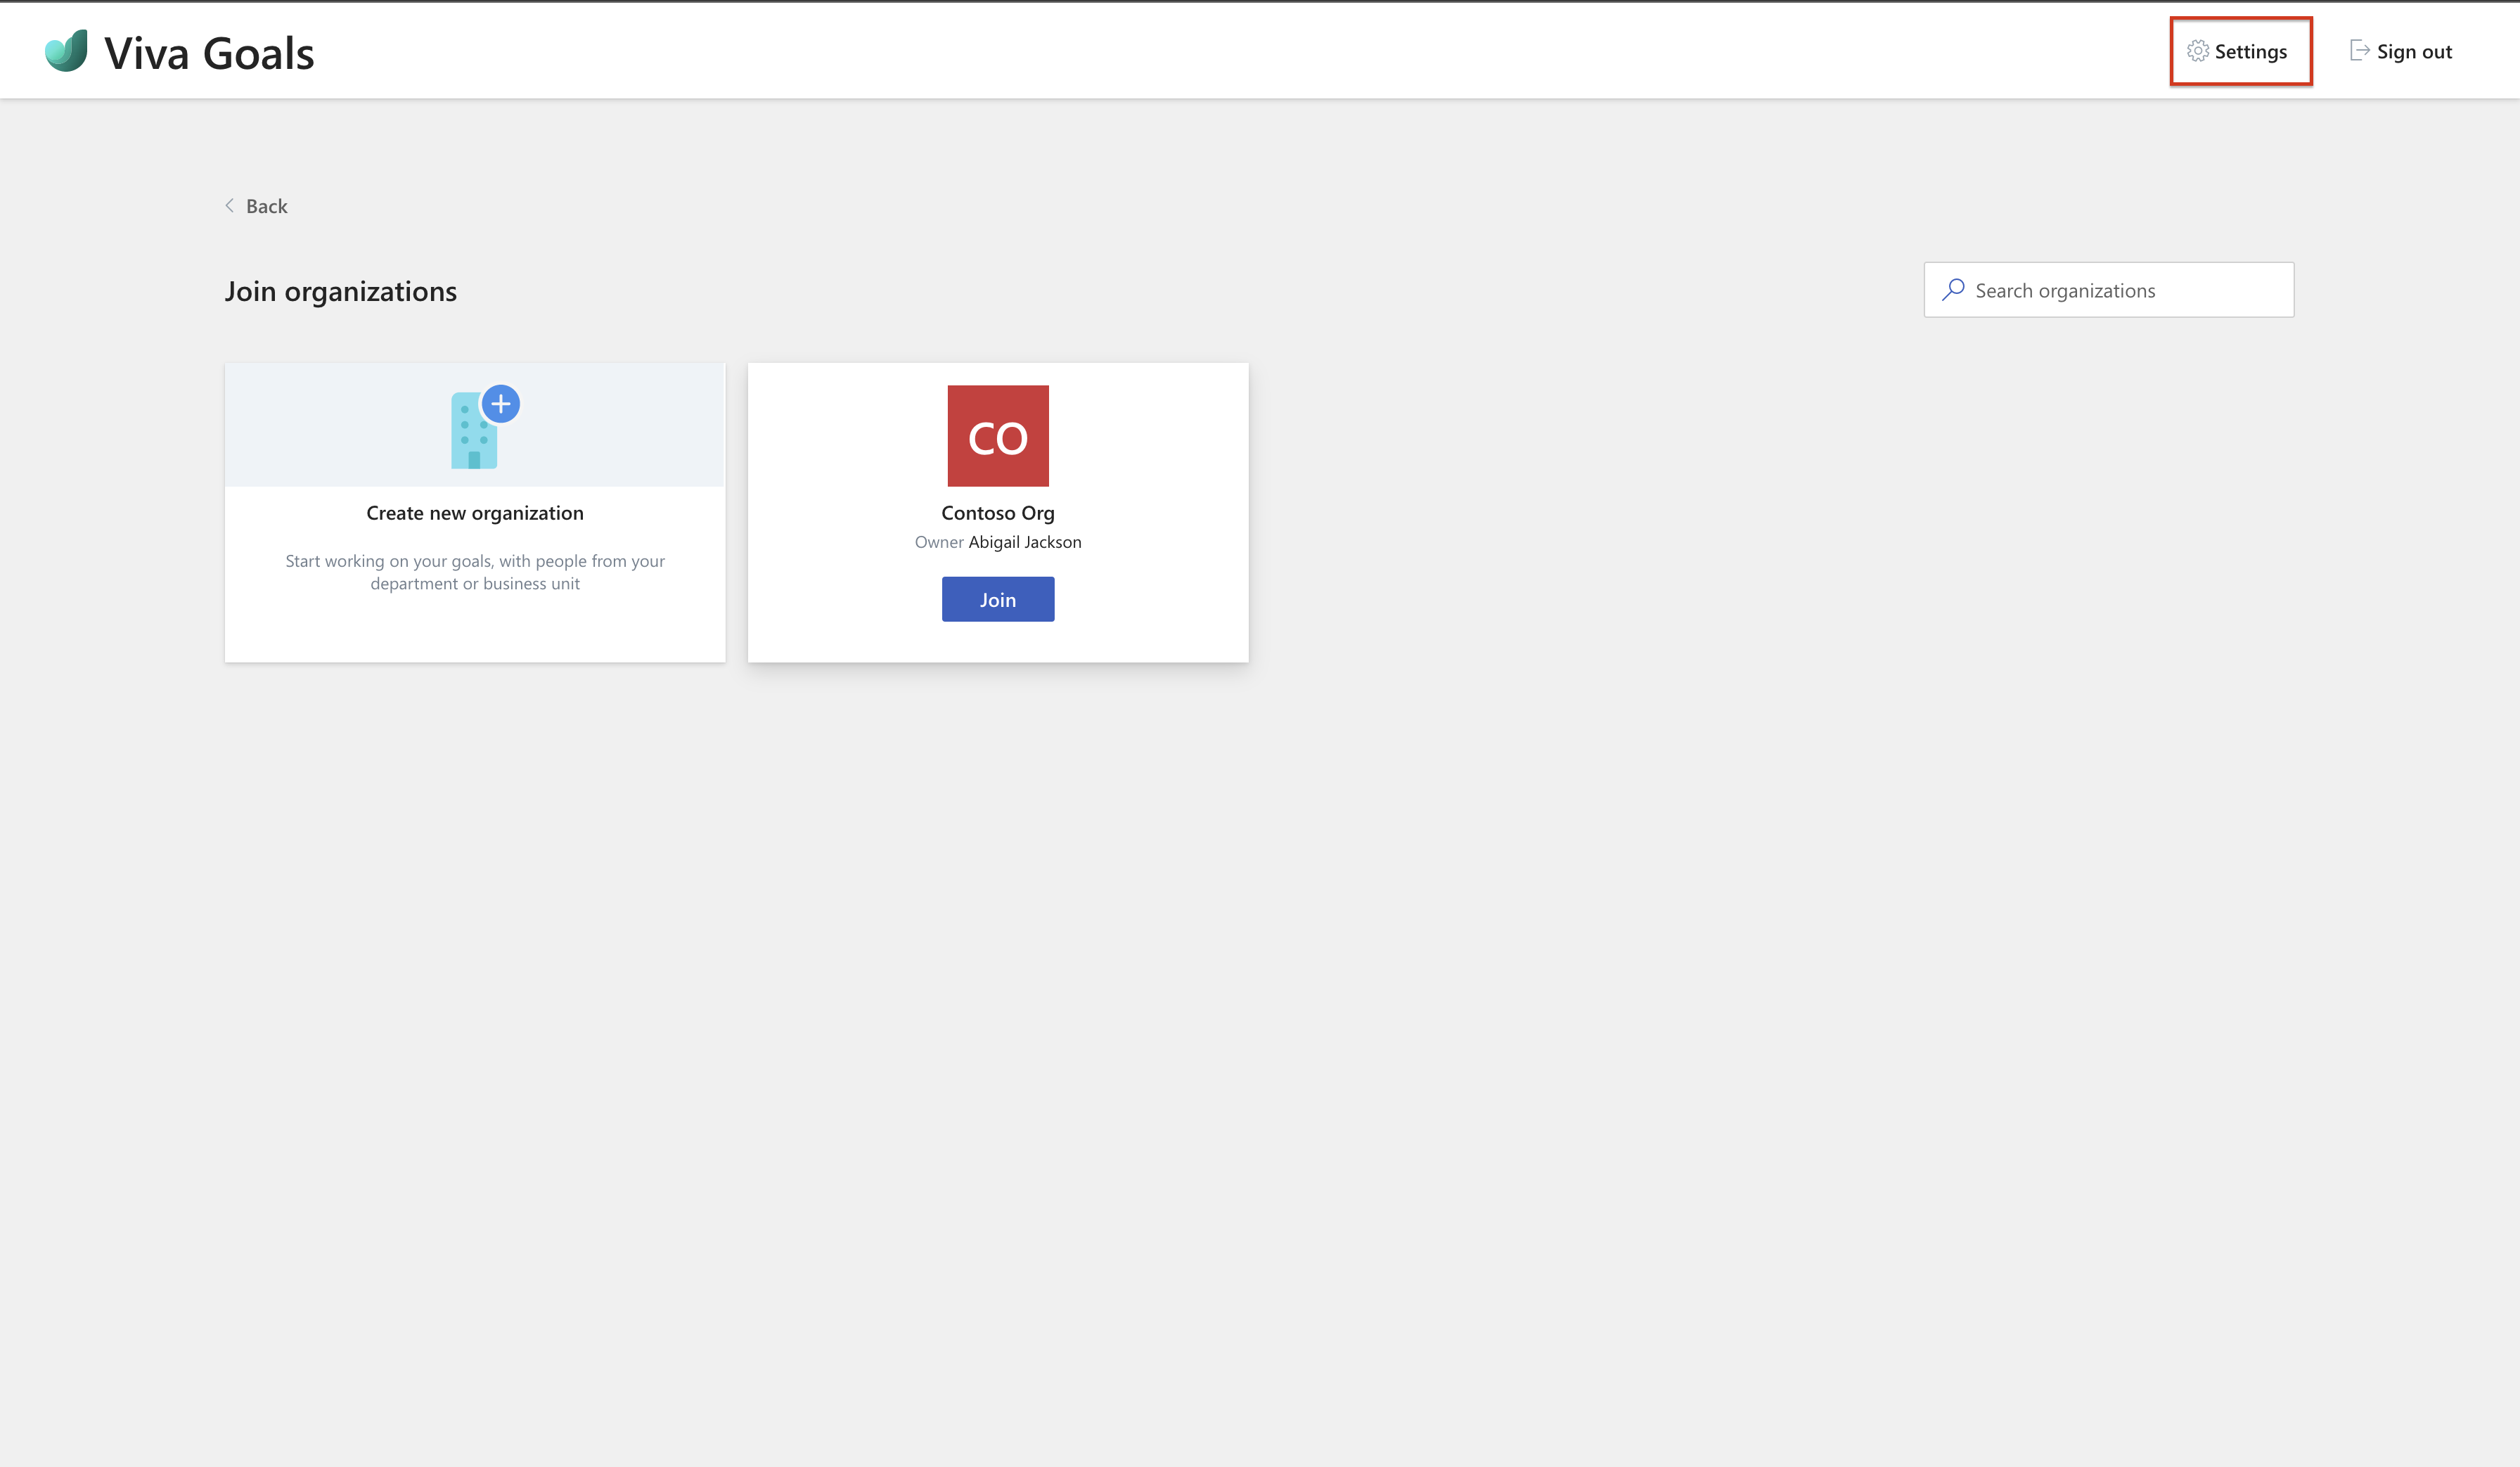 Viva Goals
Settings
Sign out
Back
Join organizations
Search organizations
Create new organization
Start working on your goals, with people from your
department or business unit
CO
Contoso Org
Owner Abigail Jackson
Join